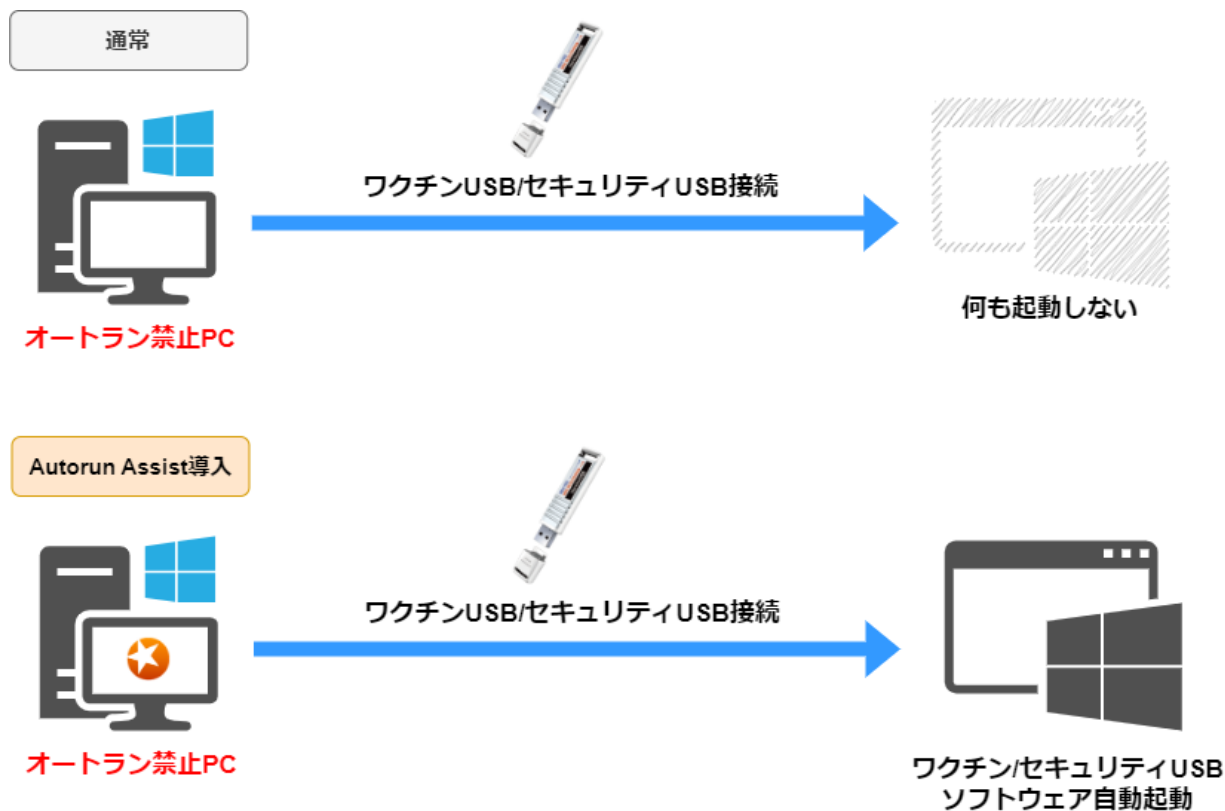 通常
ワクチンUSB/セキュリティUSB接続
何も起動しない
オートラン禁止PC
Autorun Assist導入
ワクチンUSB/セキュリティUSB接続
オートラン禁止PC
ワクチン/セキュリティUSB
ソフトウェア自動起動